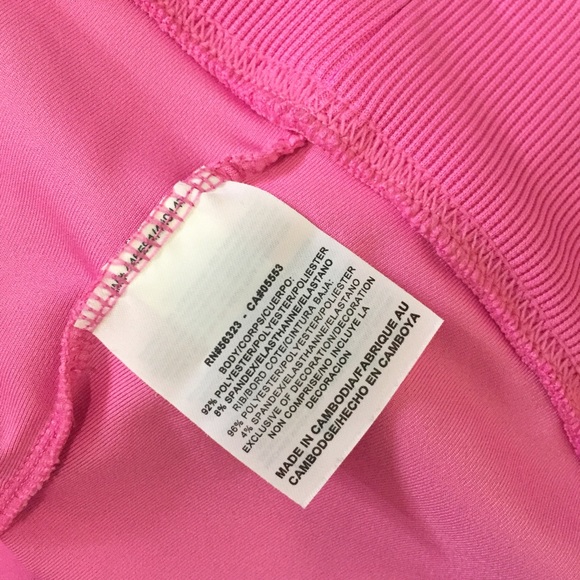 RN#56323 - CA#05553
BODY/CORPS/CUERPO:
92% POLYESTER/POLYESTER/POLIESTER
8% SPANDEX/ELASTHANNE/ELASTANO
RIB/BORD COTE/CINTURA BAJA:
96% POLYESTER/POLYESTER/POLIESTER
4% SPANDEX/ELASTHANNE/ELASTANO
EXCLUSIVE OF DECORATION/DECORATION
NON COMPRISE/NO INCLUYE LA
DECORACION
MADE IN CAMBODIA/FABRIQUE AU
CAMBODGE/HECHO EN CAMBOYA